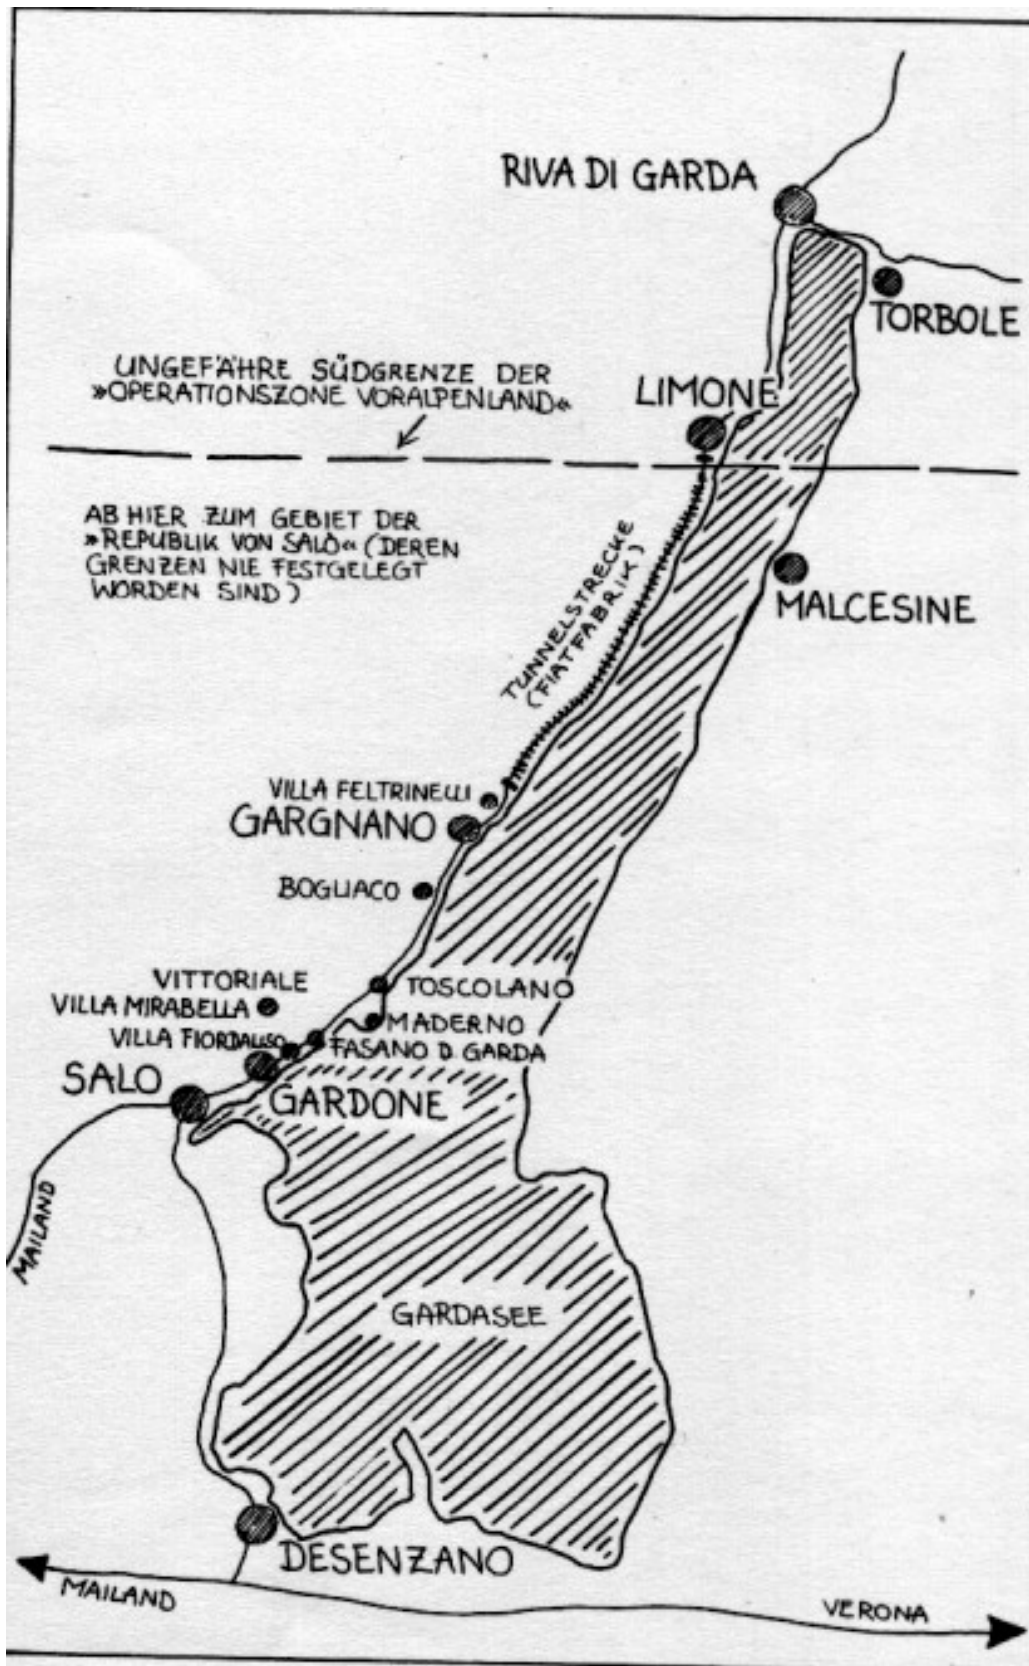 RIVA DI GARDA
TORBOLE
UNGEFÄHRE SÜDGRENZE DER
»OPERATIONSZONE VORALPENLAND«
LIMONE
AB HIER ZUM GEBIET DER
»REPUBLIK VON SALÒ« (DEREN
GRENZEN NIE FESTGELEGT
WORDEN SIND)
TUNNELSTRECKE
(FIATFABRIK)
MALCESINE
VILLA FELTRINELLI
GARGNANO
BOGLIACO
VITTORIALE
TOSCOLANO
VILLA MIRABELLA
MADERNO
VILLA FIORDALISO
FASANO D. GARDA
SALO
GARDONE
MAILAND
GARDASEE
DESENZANO
MAILAND
VERONA